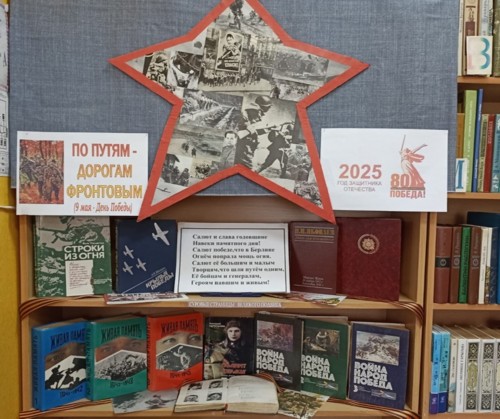 ПО ПУТЯМ -
ДОРОГАМ
ФРОНТОВЫМ
(9 мая - День Победы)
2025
ГОД ЗАЩИТНИКА
ОТЕЧЕСТВА
80
ПОБЕДА!
З
СТРОКИ
ИЗ ОГНЯ
Салют и слава годовщине
Навеки памятного дня!
Салют победе, что в Берлине
Огнём попрала мощь огня.
Салют её большим и малым
Творцам, что шли путём одним,
Её бойцам и генералам,
Героям павшим и живым!
ЖИВАЯ ПАМЯТЬ
ЖИВАЯ ПАМЯТЬ
ЖИВАЯ ПАМЯТЬ
ВОЙНА
НАРОД
ПОБЕДА
ВОЙНА
НАРОД
ПОБЕДА
ВОЙНА
НАРОД
ПОБЕДА
3